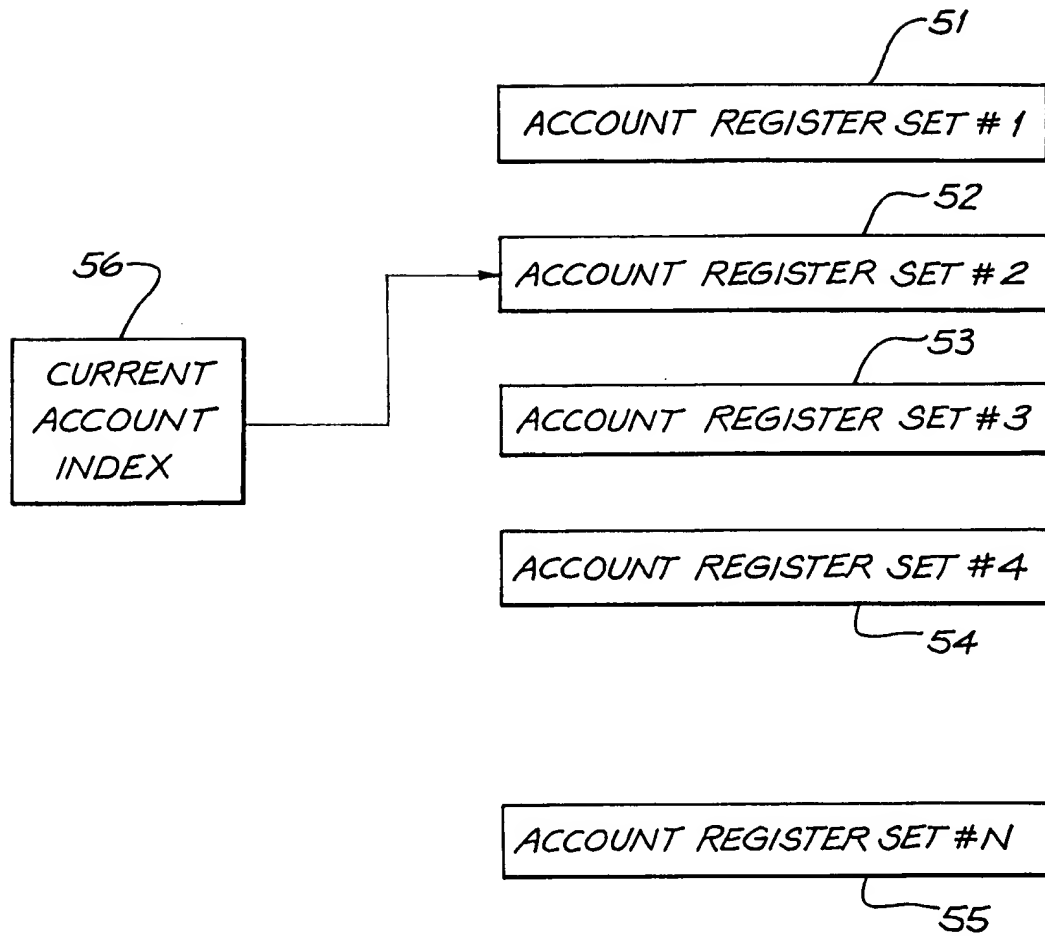 51
ACCOUNT REGISTER SET #1
52
ACCOUNT REGISTER SET #2
56
CURRENT
ACCOUNT
INDEX
53
ACCOUNT REGISTER SET #3
ACCOUNT REGISTER SET #4
54
ACCOUNT REGISTER SET #N
55